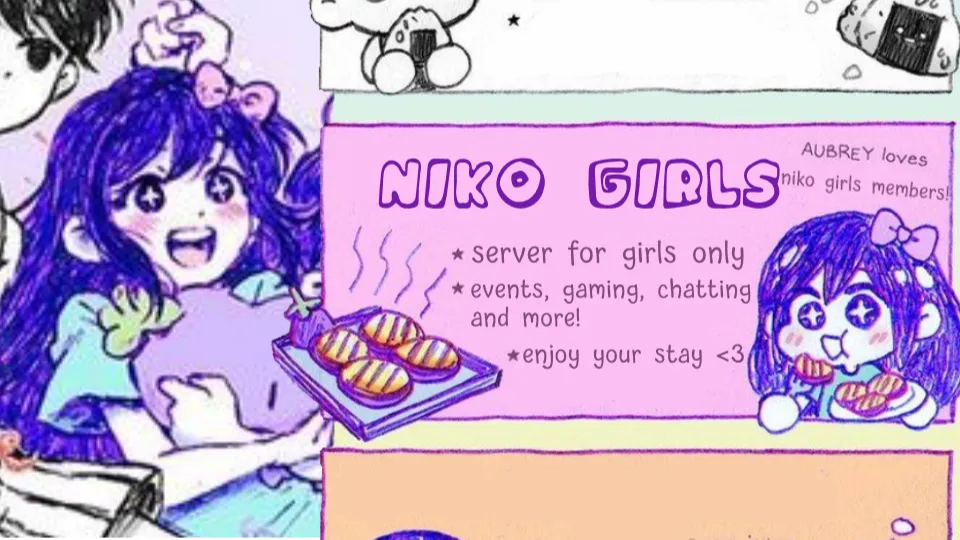 NIKO GIRLS
AUBREY loves
niko girls members!
★ server for girls only
★ events, gaming, chatting
and more!
★ enjoy your stay <3